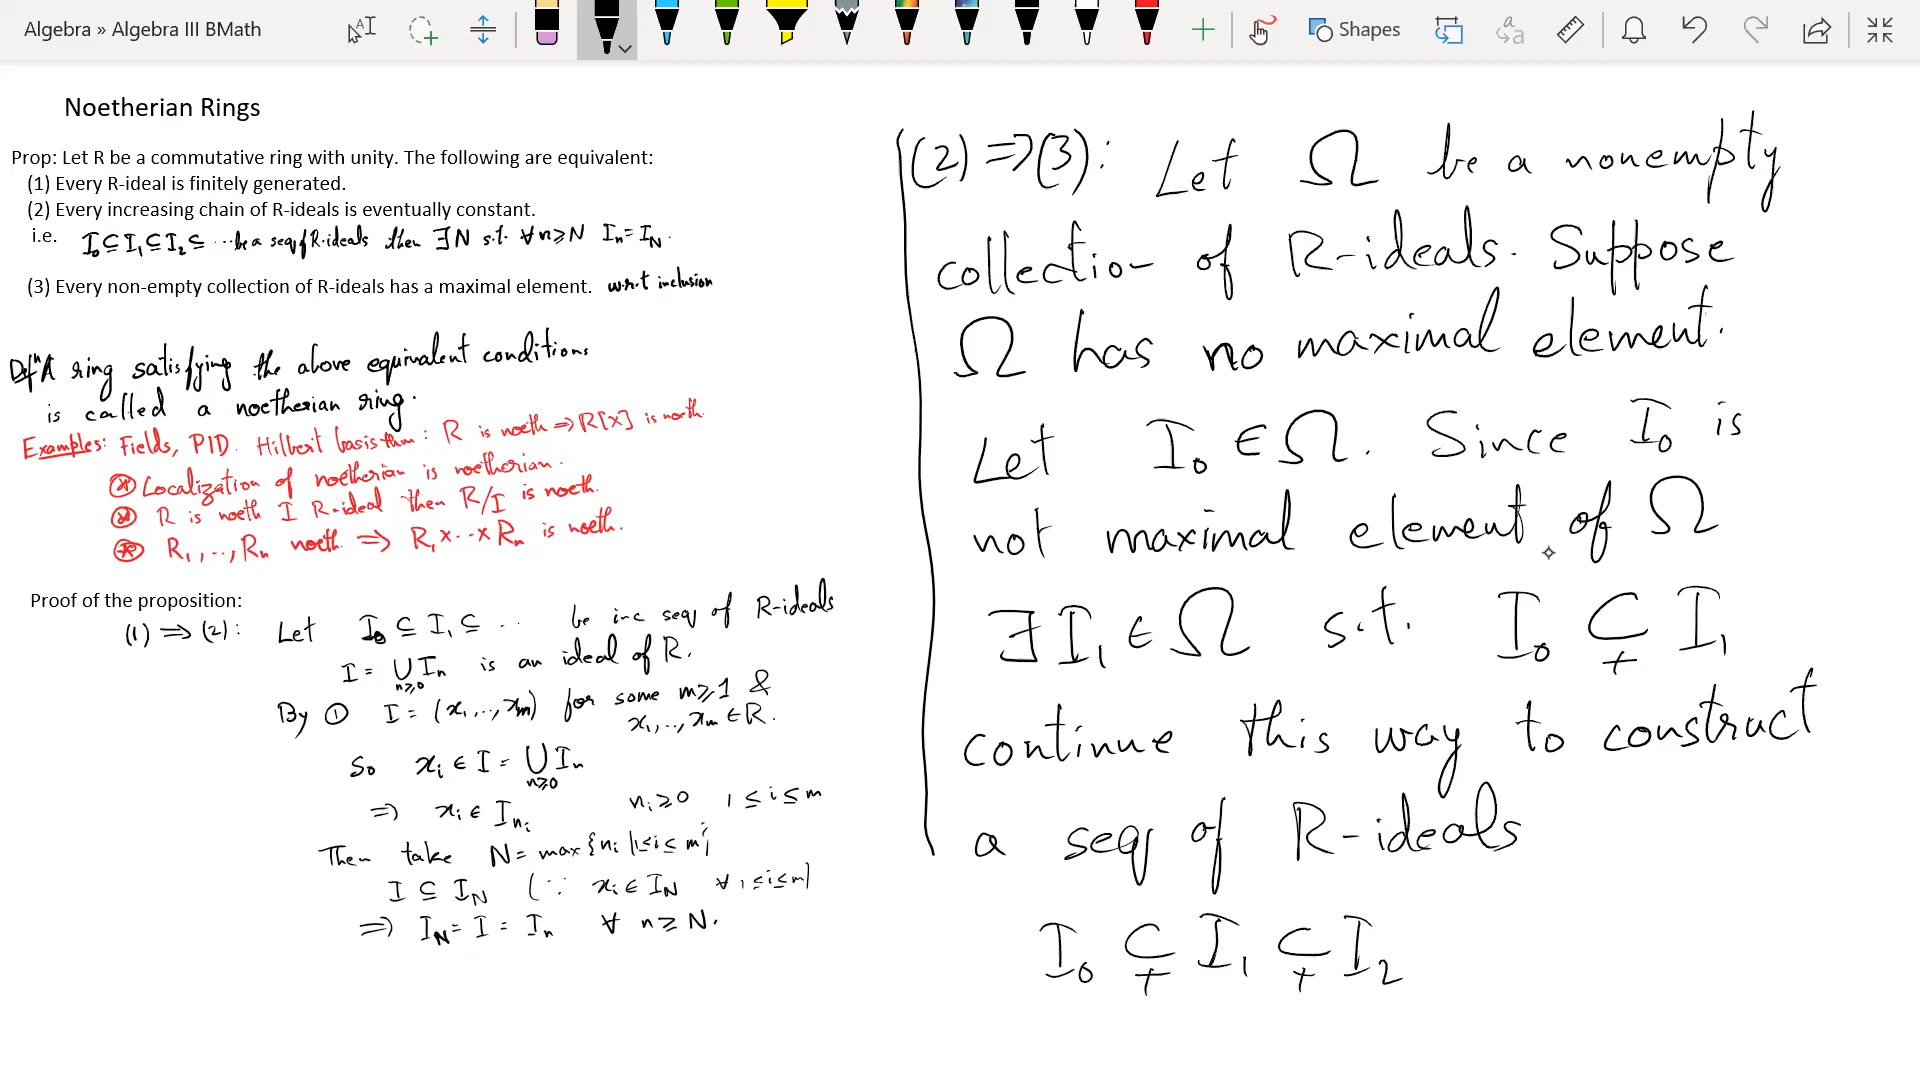 Algebra » Algebra III BMath
Shapes
Noetherian Rings
Prop: Let R be a commutative ring with unity. The following are equivalent:
(1) Every R-ideal is finitely generated.
(2) Every increasing chain of R-ideals is eventually constant.
i.e. I₀ ⊆ I₁ ⊆ I₂ ⊆ ... be a seq of R-ideals then ∃ N s.t. ∀ n ≥ N Iₙ = I_N.
(3) Every non-empty collection of R-ideals has a maximal element. w.r.t inclusion
Defⁿ A ring satisfying the above equivalent conditions
is called a noetherian ring.
Examples: Fields, PID. Hilbert basis thm: R is noeth ⇒ R[X] is noeth.
⊛ Localization of noetherian is noetherian.
⊛ R is noeth I R-ideal then R/I is noeth.
⊛ R₁, .., Rₙ noeth. ⇒ R₁ × .. × Rₙ is noeth.
Proof of the proposition:
(1) ⇒ (2): Let I₀ ⊆ I₁ ⊆ .. be inc seq of R-ideals
I = ∪ Iₙ is an ideal of R.
n≥0
By ① I = (x₁, .., xₘ) for some m ≥ 1 &
x₁, .., xₘ ∈ R.
So xᵢ ∈ I = ∪ Iₙ
n≥0
⇒ xᵢ ∈ I_{nᵢ} nᵢ ≥ 0 1 ≤ i ≤ m
Then take N = max{nᵢ | 1 ≤ i ≤ m}
I ⊆ I_N (∵ xᵢ ∈ I_N ∀ 1 ≤ i ≤ m)
⇒ I_N = I = Iₙ ∀ n ≥ N.
(2) ⇒ (3): Let Ω be a nonempty
collection of R-ideals. Suppose
Ω has no maximal element.
Let I₀ ∈ Ω. Since I₀ is
not maximal element of Ω
∃ I₁ ∈ Ω s.t. I₀ ⊊ I₁
continue this way to construct
a seq of R-ideals
I₀ ⊊ I₁ ⊊ I₂